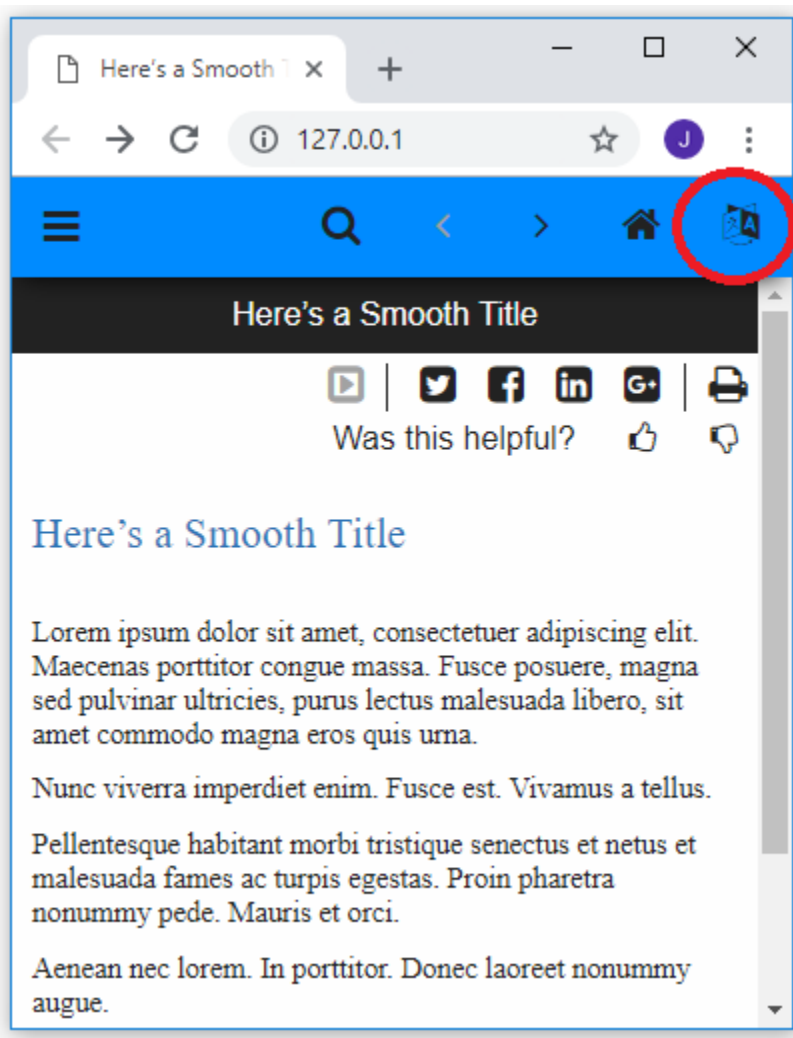 Here's a Smooth
127.0.0.1
J
A
Here's a Smooth Title
in
G+
Was this helpful?
Here's a Smooth Title
Lorem ipsum dolor sit amet, consectetuer adipiscing elit.
Maecenas porttitor congue massa. Fusce posuere, magna
sed pulvinar ultricies, purus lectus malesuada libero, sit
amet commodo magna eros quis urna.
Nunc viverra imperdiet enim. Fusce est. Vivamus a tellus.
Pellentesque habitant morbi tristique senectus et netus et
malesuada fames ac turpis egestas. Proin pharetra
nonummy pede. Mauris et orci.
Aenean nec lorem. In porttitor. Donec laoreet nonummy
augue.